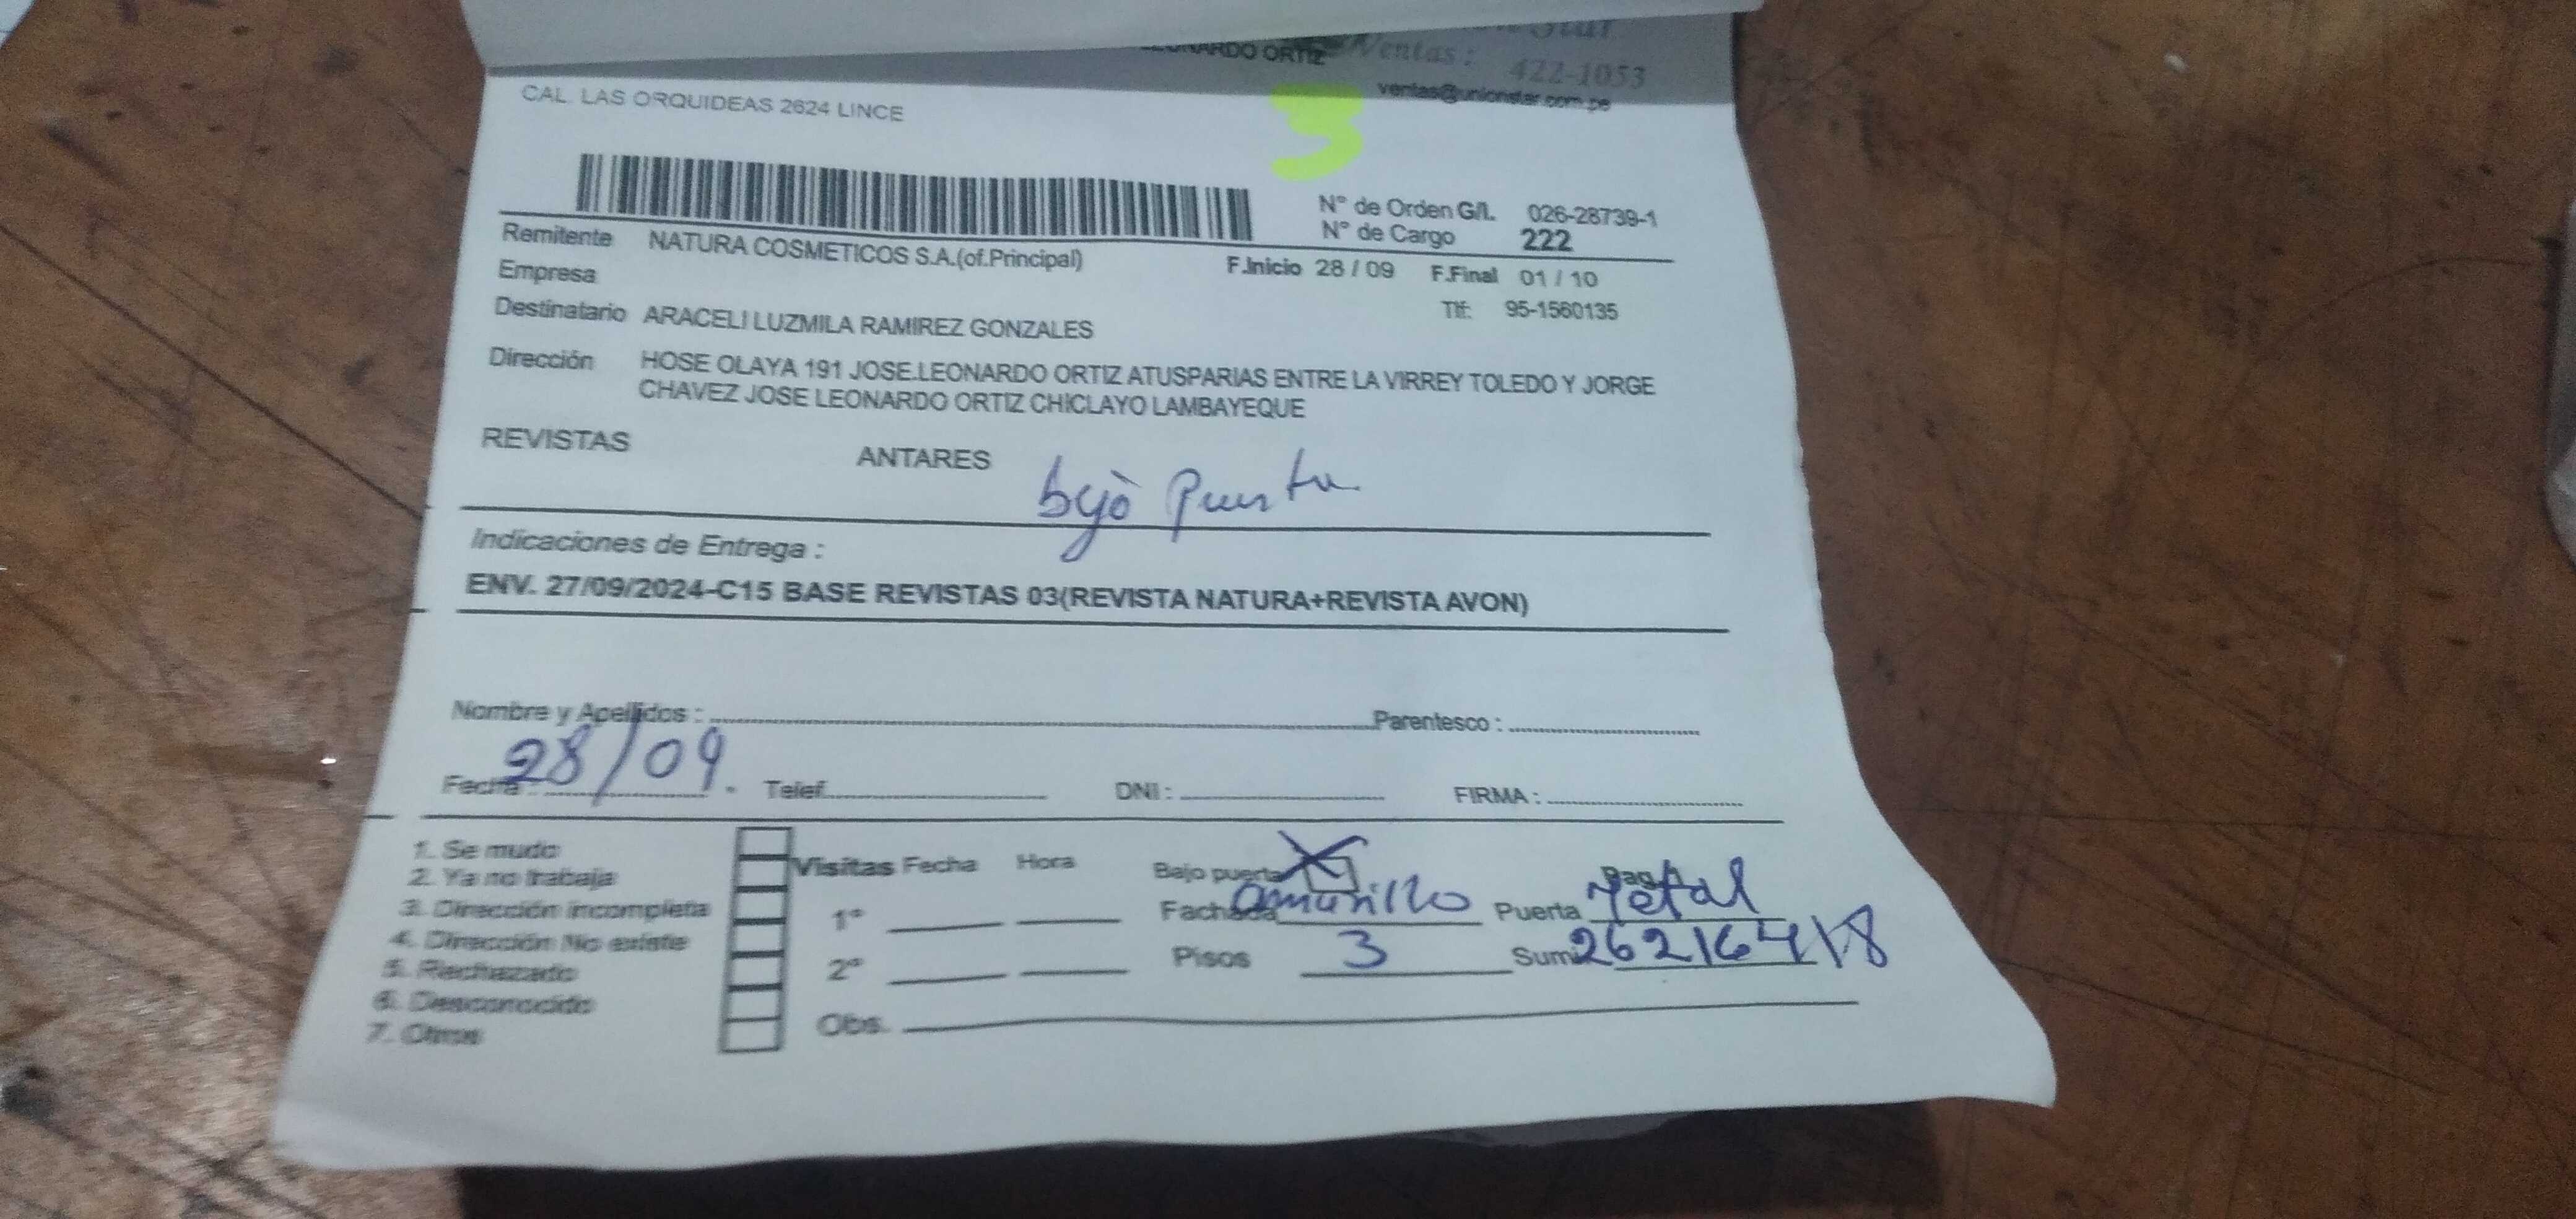 ONARDO ORTIZ Ventas : 422-1053
ventas@unionstar.com.pe
CAL. LAS ORQUIDEAS 2624 LINCE
3
N° de Orden G/I. 026-28739-1
N° de Cargo 222
Remitente NATURA COSMETICOS S.A.(of.Principal)
F.Inicio 28 / 09 F.Final 01 / 10
Empresa
Tlf: 95-1560135
Destinatario ARACELI LUZMILA RAMIREZ GONZALES
Dirección HOSE OLAYA 191 JOSE.LEONARDO ORTIZ ATUSPARIAS ENTRE LA VIRREY TOLEDO Y JORGE
CHAVEZ JOSE LEONARDO ORTIZ CHICLAYO LAMBAYEQUE
REVISTAS ANTARES bajo puerta
Indicaciones de Entrega :
ENV. 27/09/2024-C15 BASE REVISTAS 03(REVISTA NATURA+REVISTA AVON)
Nombre y Apellidos : Parentesco :
Fecha : 28/09. Telef. DNI : FIRMA :
1. Se mudo
2. Ya no trabaja
3. Dirección incompleta
4. Dirección No existe
5. Rechazado
6. Desconocido
7. Otros
Visitas Fecha Hora
1°
2°
Obs.
Bajo puerta X
Fachada amarillo Puerta Metal
Pisos 3 Sum 26216418